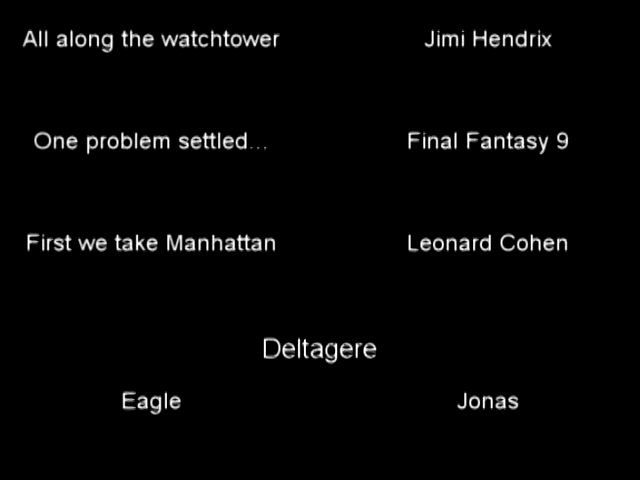 All along the watchtower Jimi Hendrix
One problem settled... Final Fantasy 9
First we take Manhattan Leonard Cohen
Deltagere
Eagle Jonas